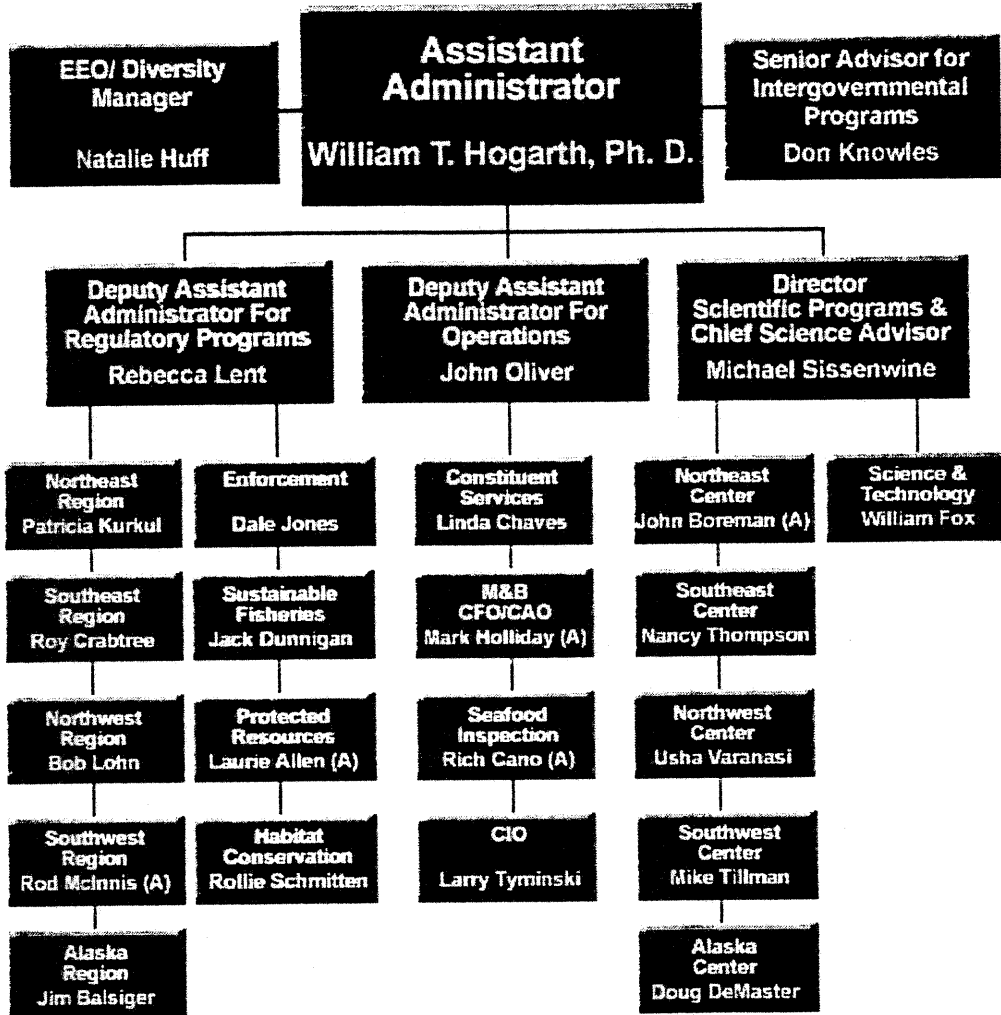 EEO/ Diversity
Manager
Natalie Huff
Assistant
Administrator
William T. Hogarth, Ph. D.
Senior Advisor for
Intergovernmental
Programs
Don Knowles
Deputy Assistant
Administrator For
Regulatory Programs
Rebecca Lent
Deputy Assistant
Administrator For
Operations
John Oliver
Director
Scientific Programs &
Chief Science Advisor
Michael Sissenwine
Northeast
Region
Patricia Kurkul
Southeast
Region
Roy Crabtree
Northwest
Region
Bob Lohn
Southwest
Region
Rod McInnis (A)
Alaska
Region
Jim Balsiger
Enforcement
Dale Jones
Sustainable
Fisheries
Jack Dunnigan
Protected
Resources
Laurie Allen (A)
Habitat
Conservation
Rollie Schmitten
Constituent
Services
Linda Chaves
M&B
CFO/CAO
Mark Holliday (A)
Seafood
Inspection
Rich Cano (A)
CIO
Larry Tyminski
Northeast
Center
John Boreman (A)
Southeast
Center
Nancy Thompson
Northwest
Center
Usha Varanasi
Southwest
Center
Mike Tillman
Alaska
Center
Doug DeMaster
Science &
Technology
William Fox